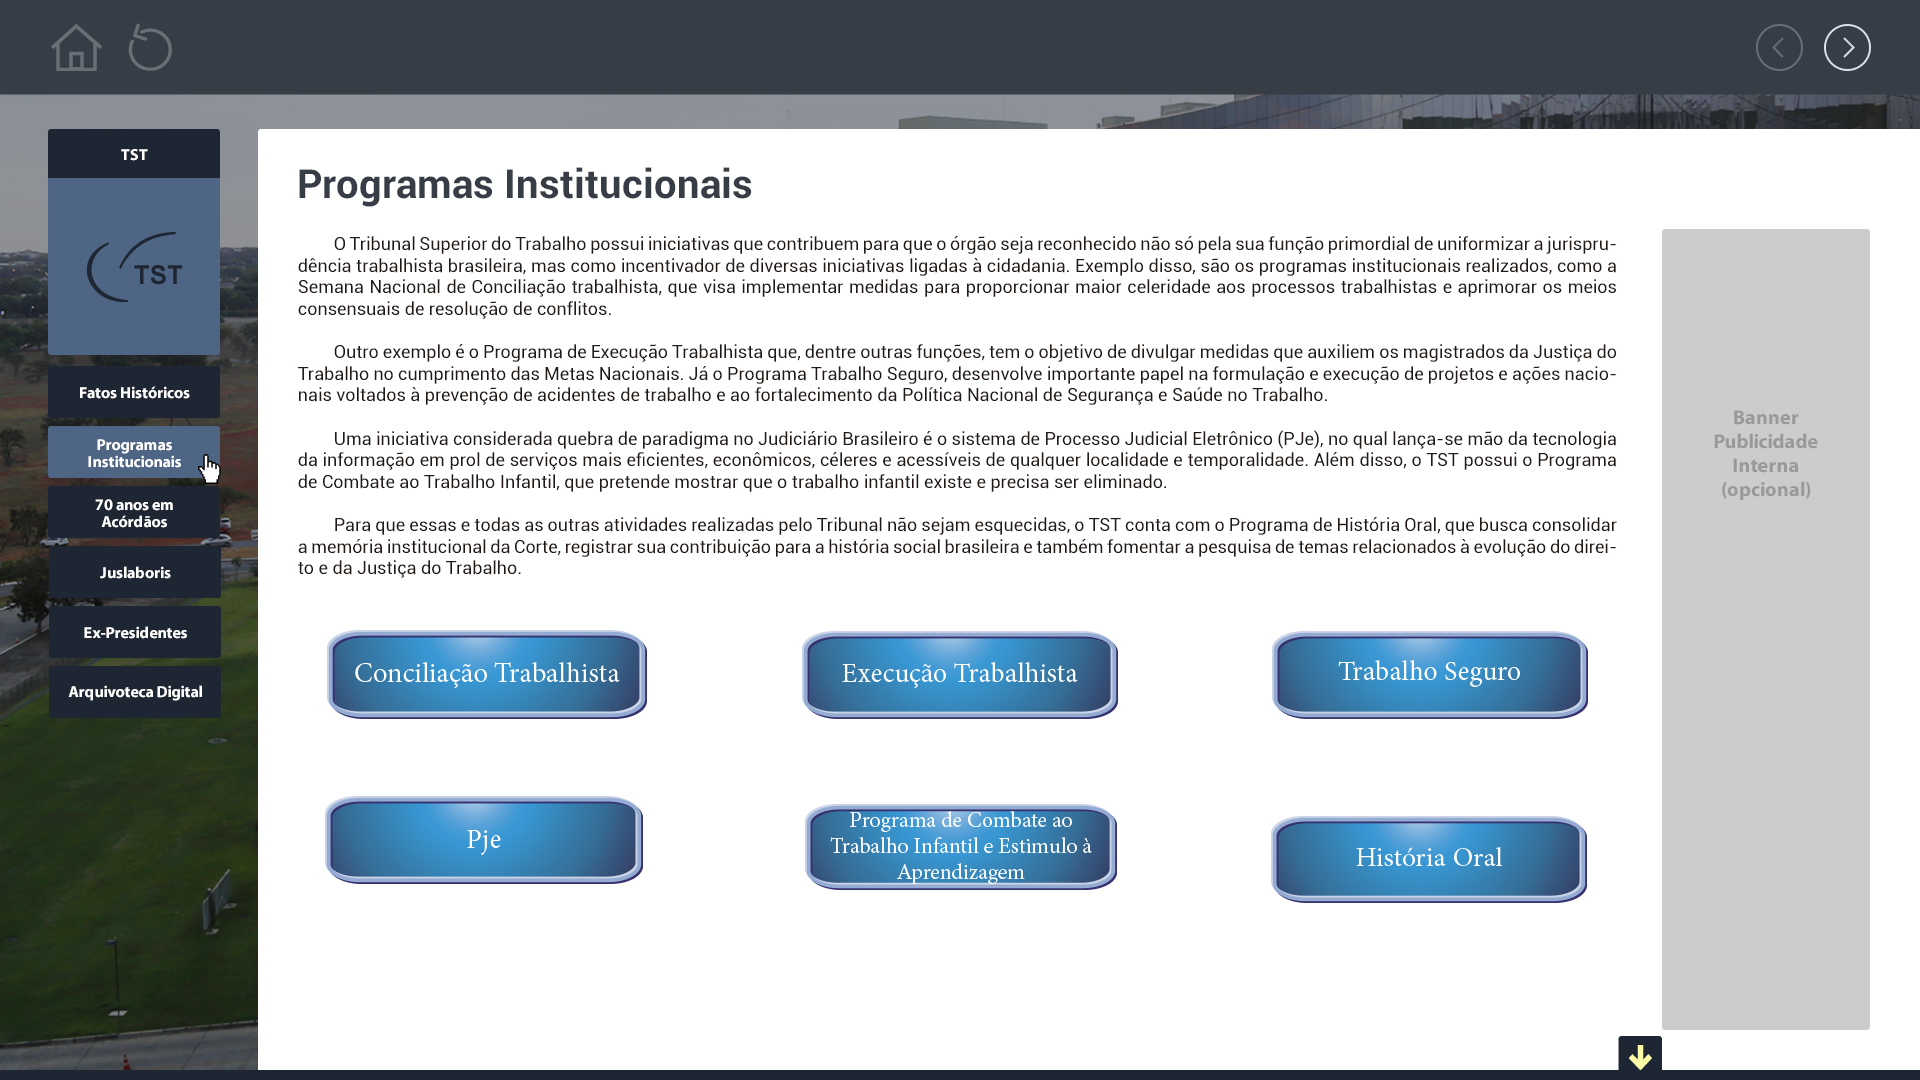 TST
TST
Fatos Históricos
Programas
Institucionais
70 anos em
Acórdãos
Juslaboris
Ex-Presidentes
Arquivoteca Digital
Programas Institucionais
O Tribunal Superior do Trabalho possui iniciativas que contribuem para que o órgão seja reconhecido não só pela sua função primordial de uniformizar a jurispru-
dência trabalhista brasileira, mas como incentivador de diversas iniciativas ligadas à cidadania. Exemplo disso, são os programas institucionais realizados, como a
Semana Nacional de Conciliação trabalhista, que visa implementar medidas para proporcionar maior celeridade aos processos trabalhistas e aprimorar os meios
consensuais de resolução de conflitos.
Outro exemplo é o Programa de Execução Trabalhista que, dentre outras funções, tem o objetivo de divulgar medidas que auxiliem os magistrados da Justiça do
Trabalho no cumprimento das Metas Nacionais. Já o Programa Trabalho Seguro, desenvolve importante papel na formulação e execução de projetos e ações nacio-
nais voltados à prevenção de acidentes de trabalho e ao fortalecimento da Política Nacional de Segurança e Saúde no Trabalho.
Uma iniciativa considerada quebra de paradigma no Judiciário Brasileiro é o sistema de Processo Judicial Eletrônico (PJe), no qual lança-se mão da tecnologia
da informação em prol de serviços mais eficientes, econômicos, céleres e acessíveis de qualquer localidade e temporalidade. Além disso, o TST possui o Programa
de Combate ao Trabalho Infantil, que pretende mostrar que o trabalho infantil existe e precisa ser eliminado.
Para que essas e todas as outras atividades realizadas pelo Tribunal não sejam esquecidas, o TST conta com o Programa de História Oral, que busca consolidar
a memória institucional da Corte, registrar sua contribuição para a história social brasileira e também fomentar a pesquisa de temas relacionados à evolução do direi-
to e da Justiça do Trabalho.
Conciliação Trabalhista
Execução Trabalhista
Trabalho Seguro
Pje
Programa de Combate ao
Trabalho Infantil e Estimulo à
Aprendizagem
História Oral
Banner
Publicidade
Interna
(opcional)